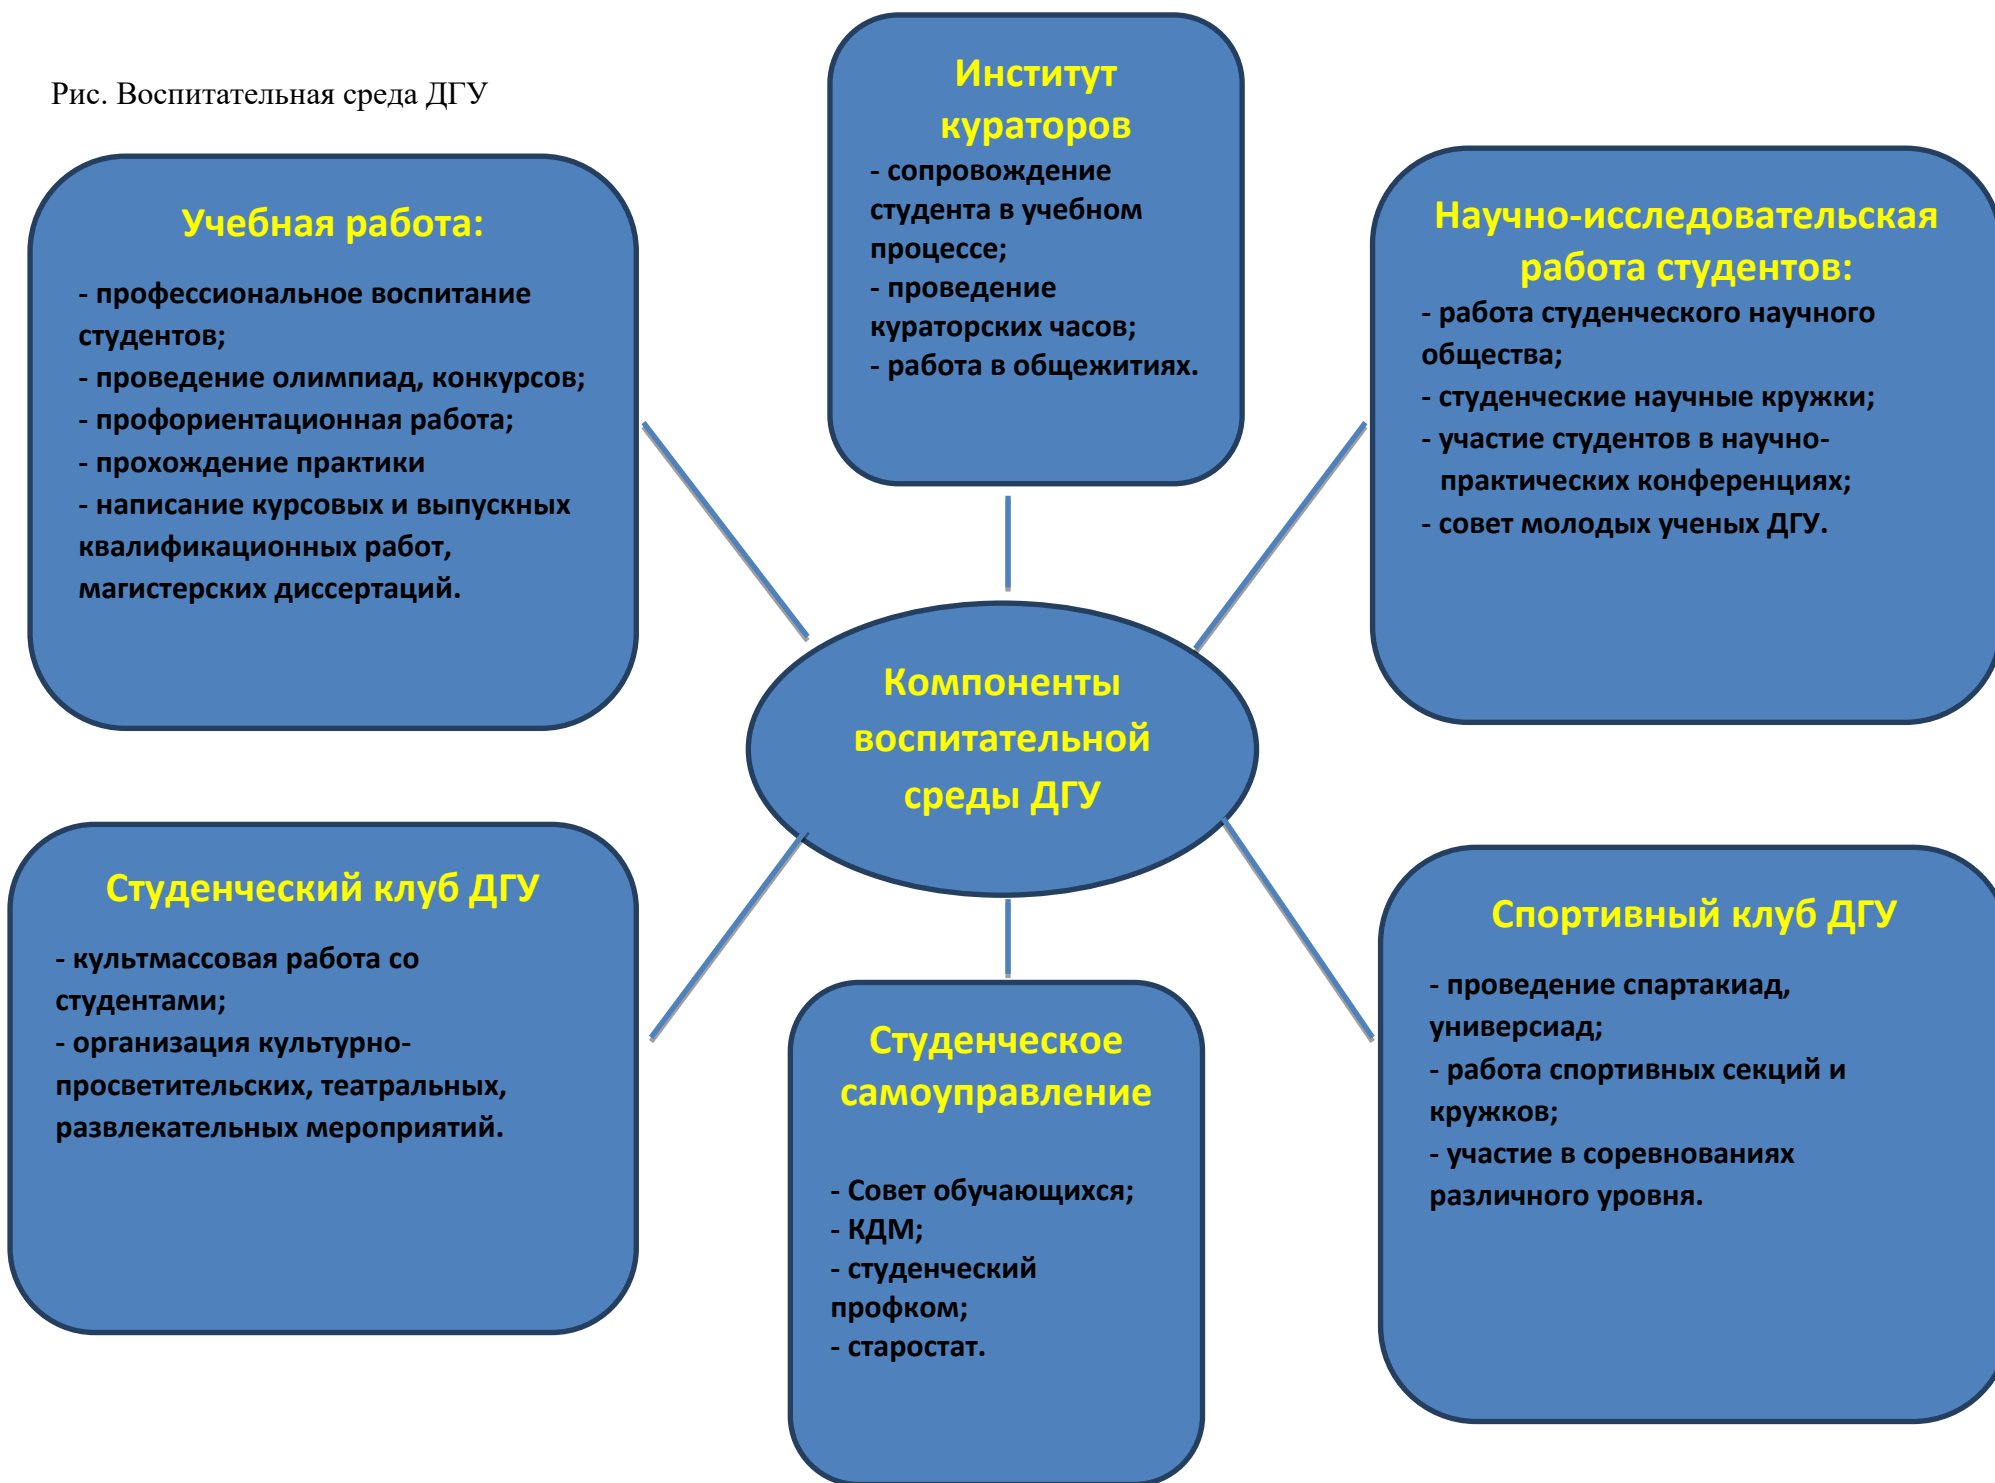 Рис. Воспитательная среда ДГУ
Институт
кураторов
- сопровождение
студента в учебном
процессе;
- проведение
кураторских часов;
- работа в общежитиях.
Учебная работа:
- профессиональное воспитание
студентов;
- проведение олимпиад, конкурсов;
- профориентационная работа;
- прохождение практики
- написание курсовых и выпускных
квалификационных работ,
магистерских диссертаций.
Научно-исследовательская
работа студентов:
- работа студенческого научного
общества;
- студенческие научные кружки;
- участие студентов в научно-
практических конференциях;
- совет молодых ученых ДГУ.
Компоненты
воспитательной
среды ДГУ
Студенческий клуб ДГУ
- культмассовая работа со
студентами;
- организация культурно-
просветительских, театральных,
развлекательных мероприятий.
Студенческое
самоуправление
- Совет обучающихся;
- КДМ;
- студенческий
профком;
- старостат.
Спортивный клуб ДГУ
- проведение спартакиад,
универсиад;
- работа спортивных секций и
кружков;
- участие в соревнованиях
различного уровня.